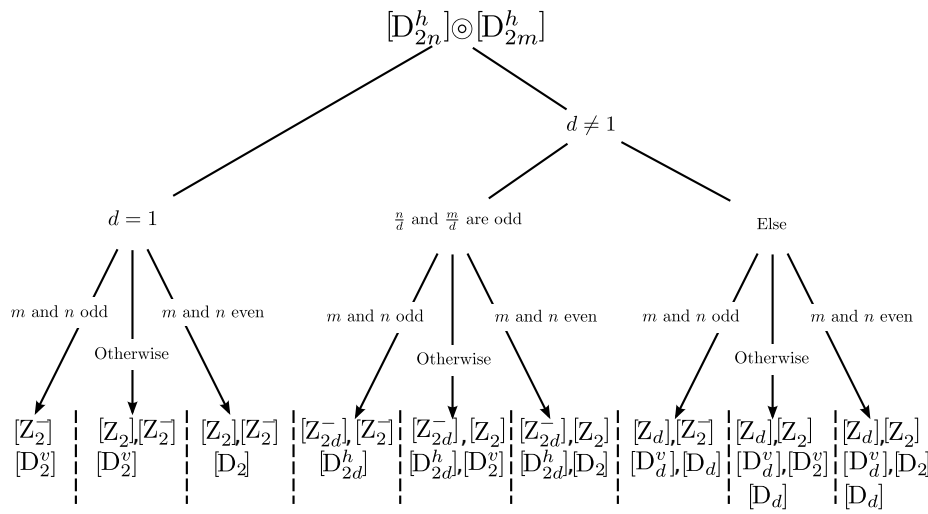 [D^h_{2n}]⊚[D^h_{2m}]
d ≠ 1
d = 1
n/d and m/d are odd
Else
m and n odd
m and n even
m and n odd
m and n even
m and n odd
m and n even
Otherwise
Otherwise
Otherwise
[Z^-_2]
[Z_2],[Z^-_2]
[Z_2],[Z^-_2]
[Z^-_{2d}],[Z^-_2]
[Z^-_{2d}],[Z_2]
[Z^-_{2d}],[Z_2]
[Z_d],[Z^-_2]
[Z_d],[Z_2]
[Z_d],[Z_2]
[D^v_2]
[D^v_2]
[D_2]
[D^h_{2d}]
[D^h_{2d}],[D^v_2]
[D^h_{2d}],[D_2]
[D^v_d],[D_d]
[D^v_d],[D^v_2]
[D^v_d],[D_2]
[D_d]
[D_d]